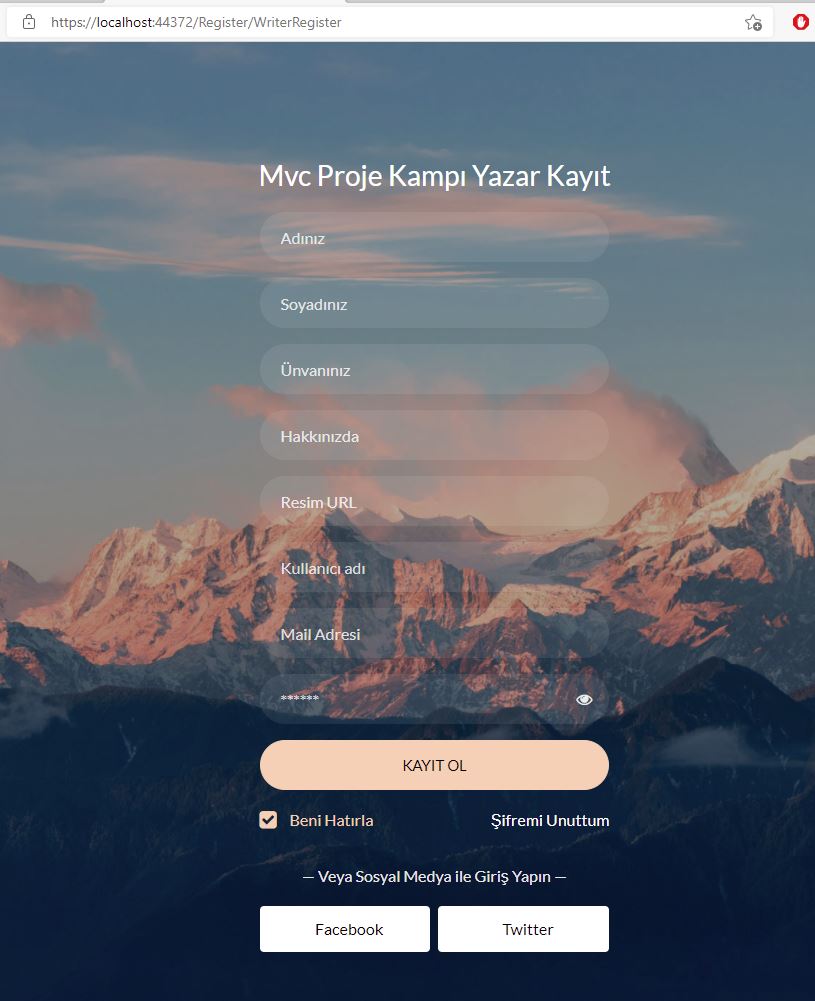 https://localhost:44372/Register/WriterRegister
Mvc Proje Kampı Yazar Kayıt
Adınız
Soyadınız
Ünvanınız
Hakkınızda
Resim URL
Kullanıcı adı
Mail Adresi
******
KAYIT OL
Beni Hatırla Şifremi Unuttum
— Veya Sosyal Medya ile Giriş Yapın —
Facebook Twitter